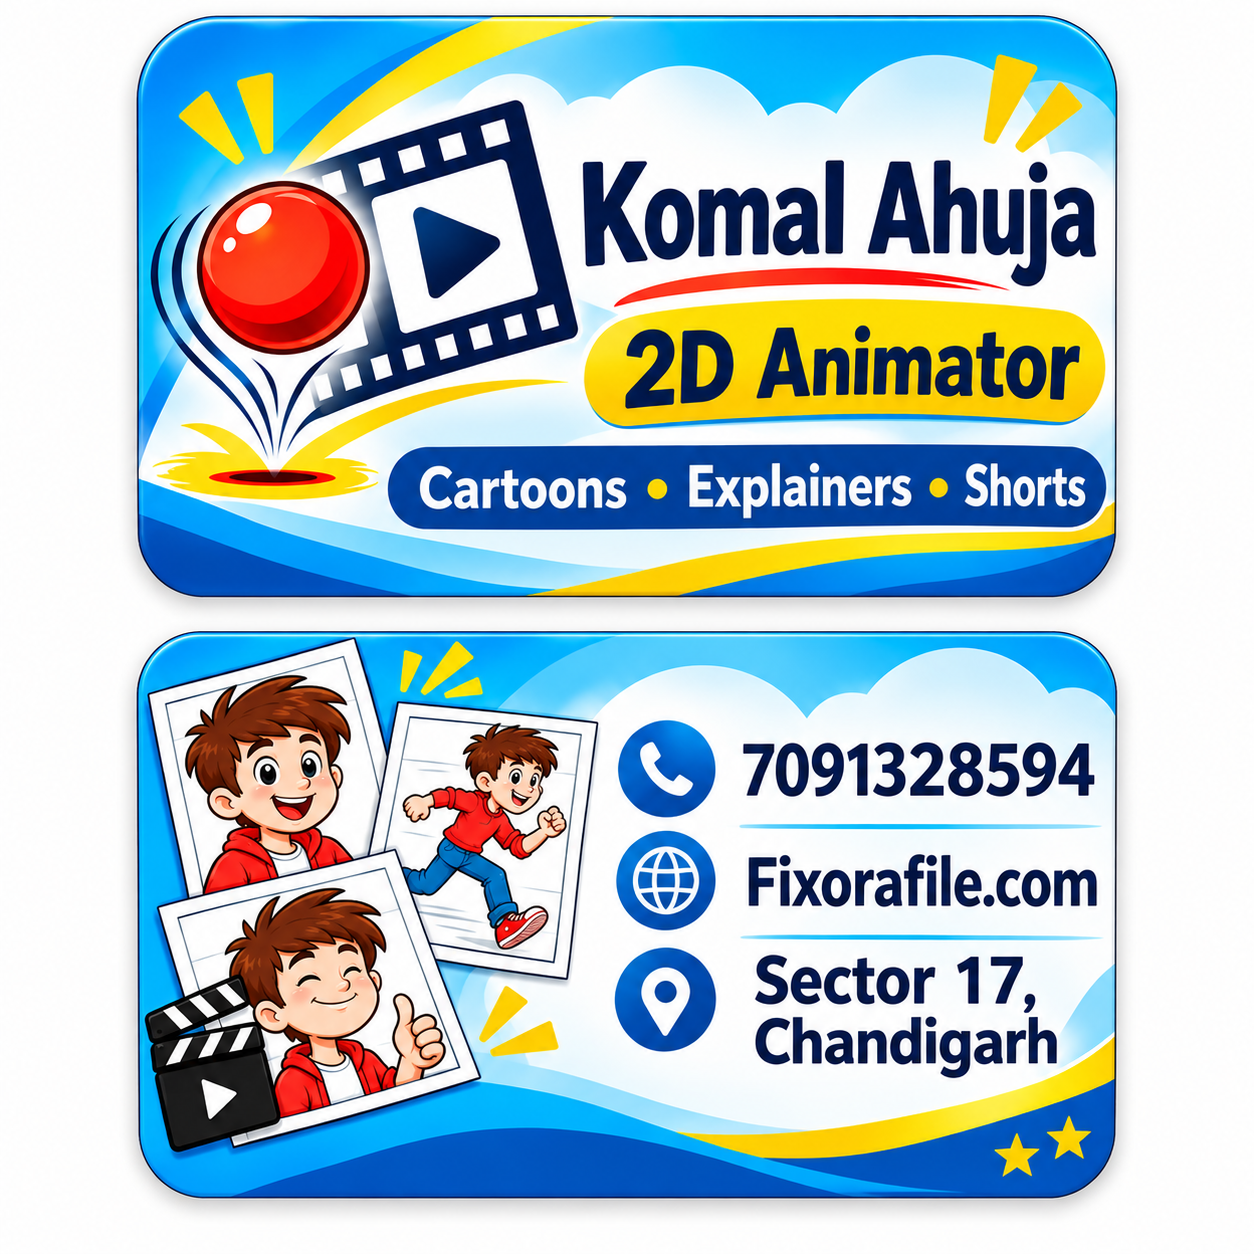 Komal Ahuja
2D Animator
Cartoons • Explainers • Shorts
7091328594
Fixorafile.com
Sector 17,
Chandigarh